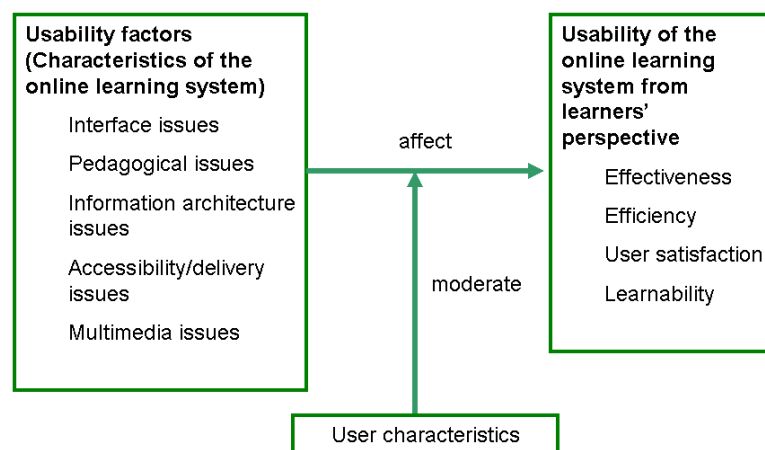 Usability factors
(Characteristics of the
online learning system)
Interface issues
Pedagogical issues
Information architecture
issues
Accessibility/delivery
issues
Multimedia issues
affect
moderate
Usability of the
online learning
system from
learners’
perspective
Effectiveness
Efficiency
User satisfaction
Learnability
User characteristics